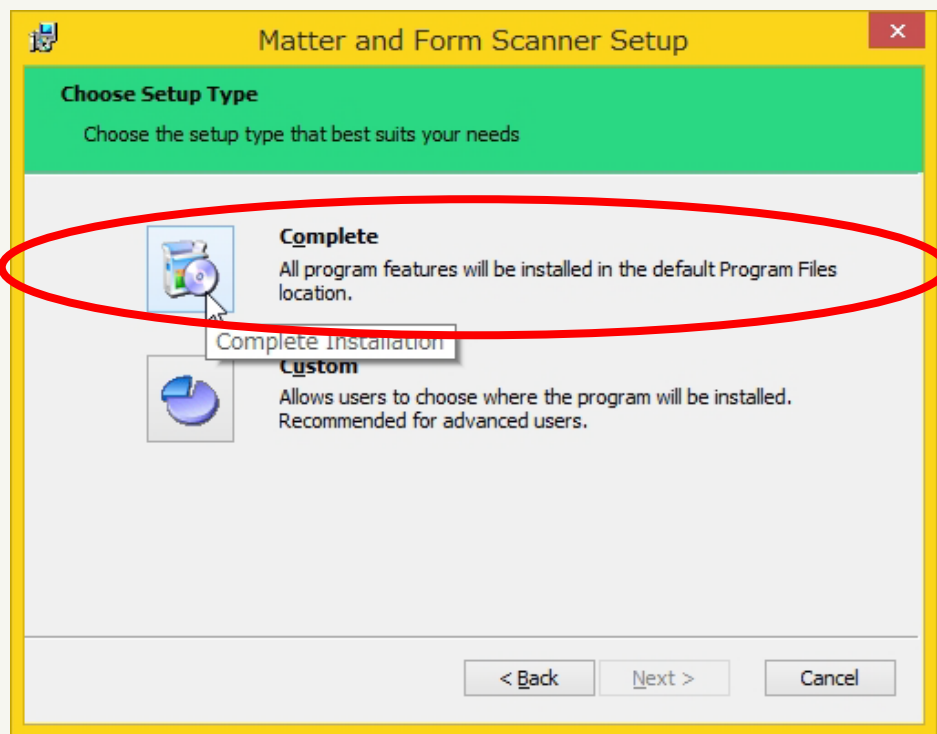 Matter and Form Scanner Setup
Choose Setup Type
Choose the setup type that best suits your needs
Complete
All program features will be installed in the default Program Files
location.
Complete Installation
Custom
Allows users to choose where the program will be installed.
Recommended for advanced users.
< Back
Next >
Cancel